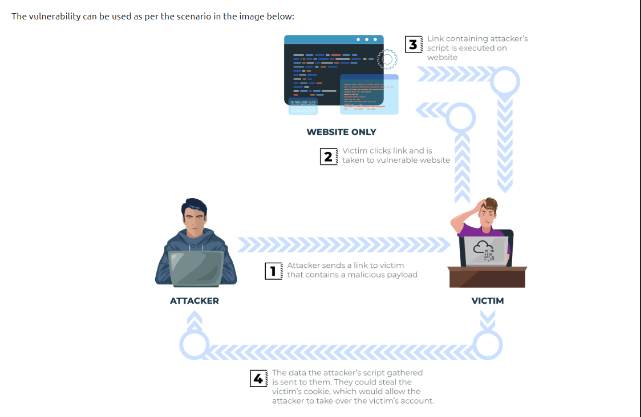 The vulnerability can be used as per the scenario in the image below:
3
Link containing attacker's
script is executed on
website
WEBSITE ONLY
2
Victim clicks link and is
taken to vulnerable website
1
Attacker sends a link to victim
that contains a malicious payload
ATTACKER
VICTIM
4
The data the attacker's script gathered
is sent to them. They could steal the
victim's cookie, which would allow the
attacker to take over the victim's account.